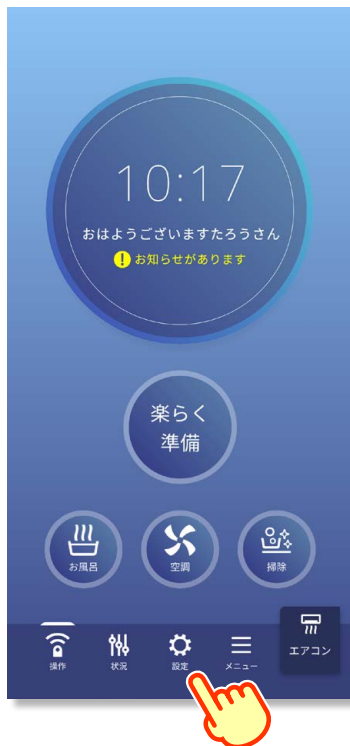 10:17
おはようございますたろうさん
! お知らせがあります
楽らく
準備
お風呂
空調
掃除
操作
状況
設定
メニュー
エアコン